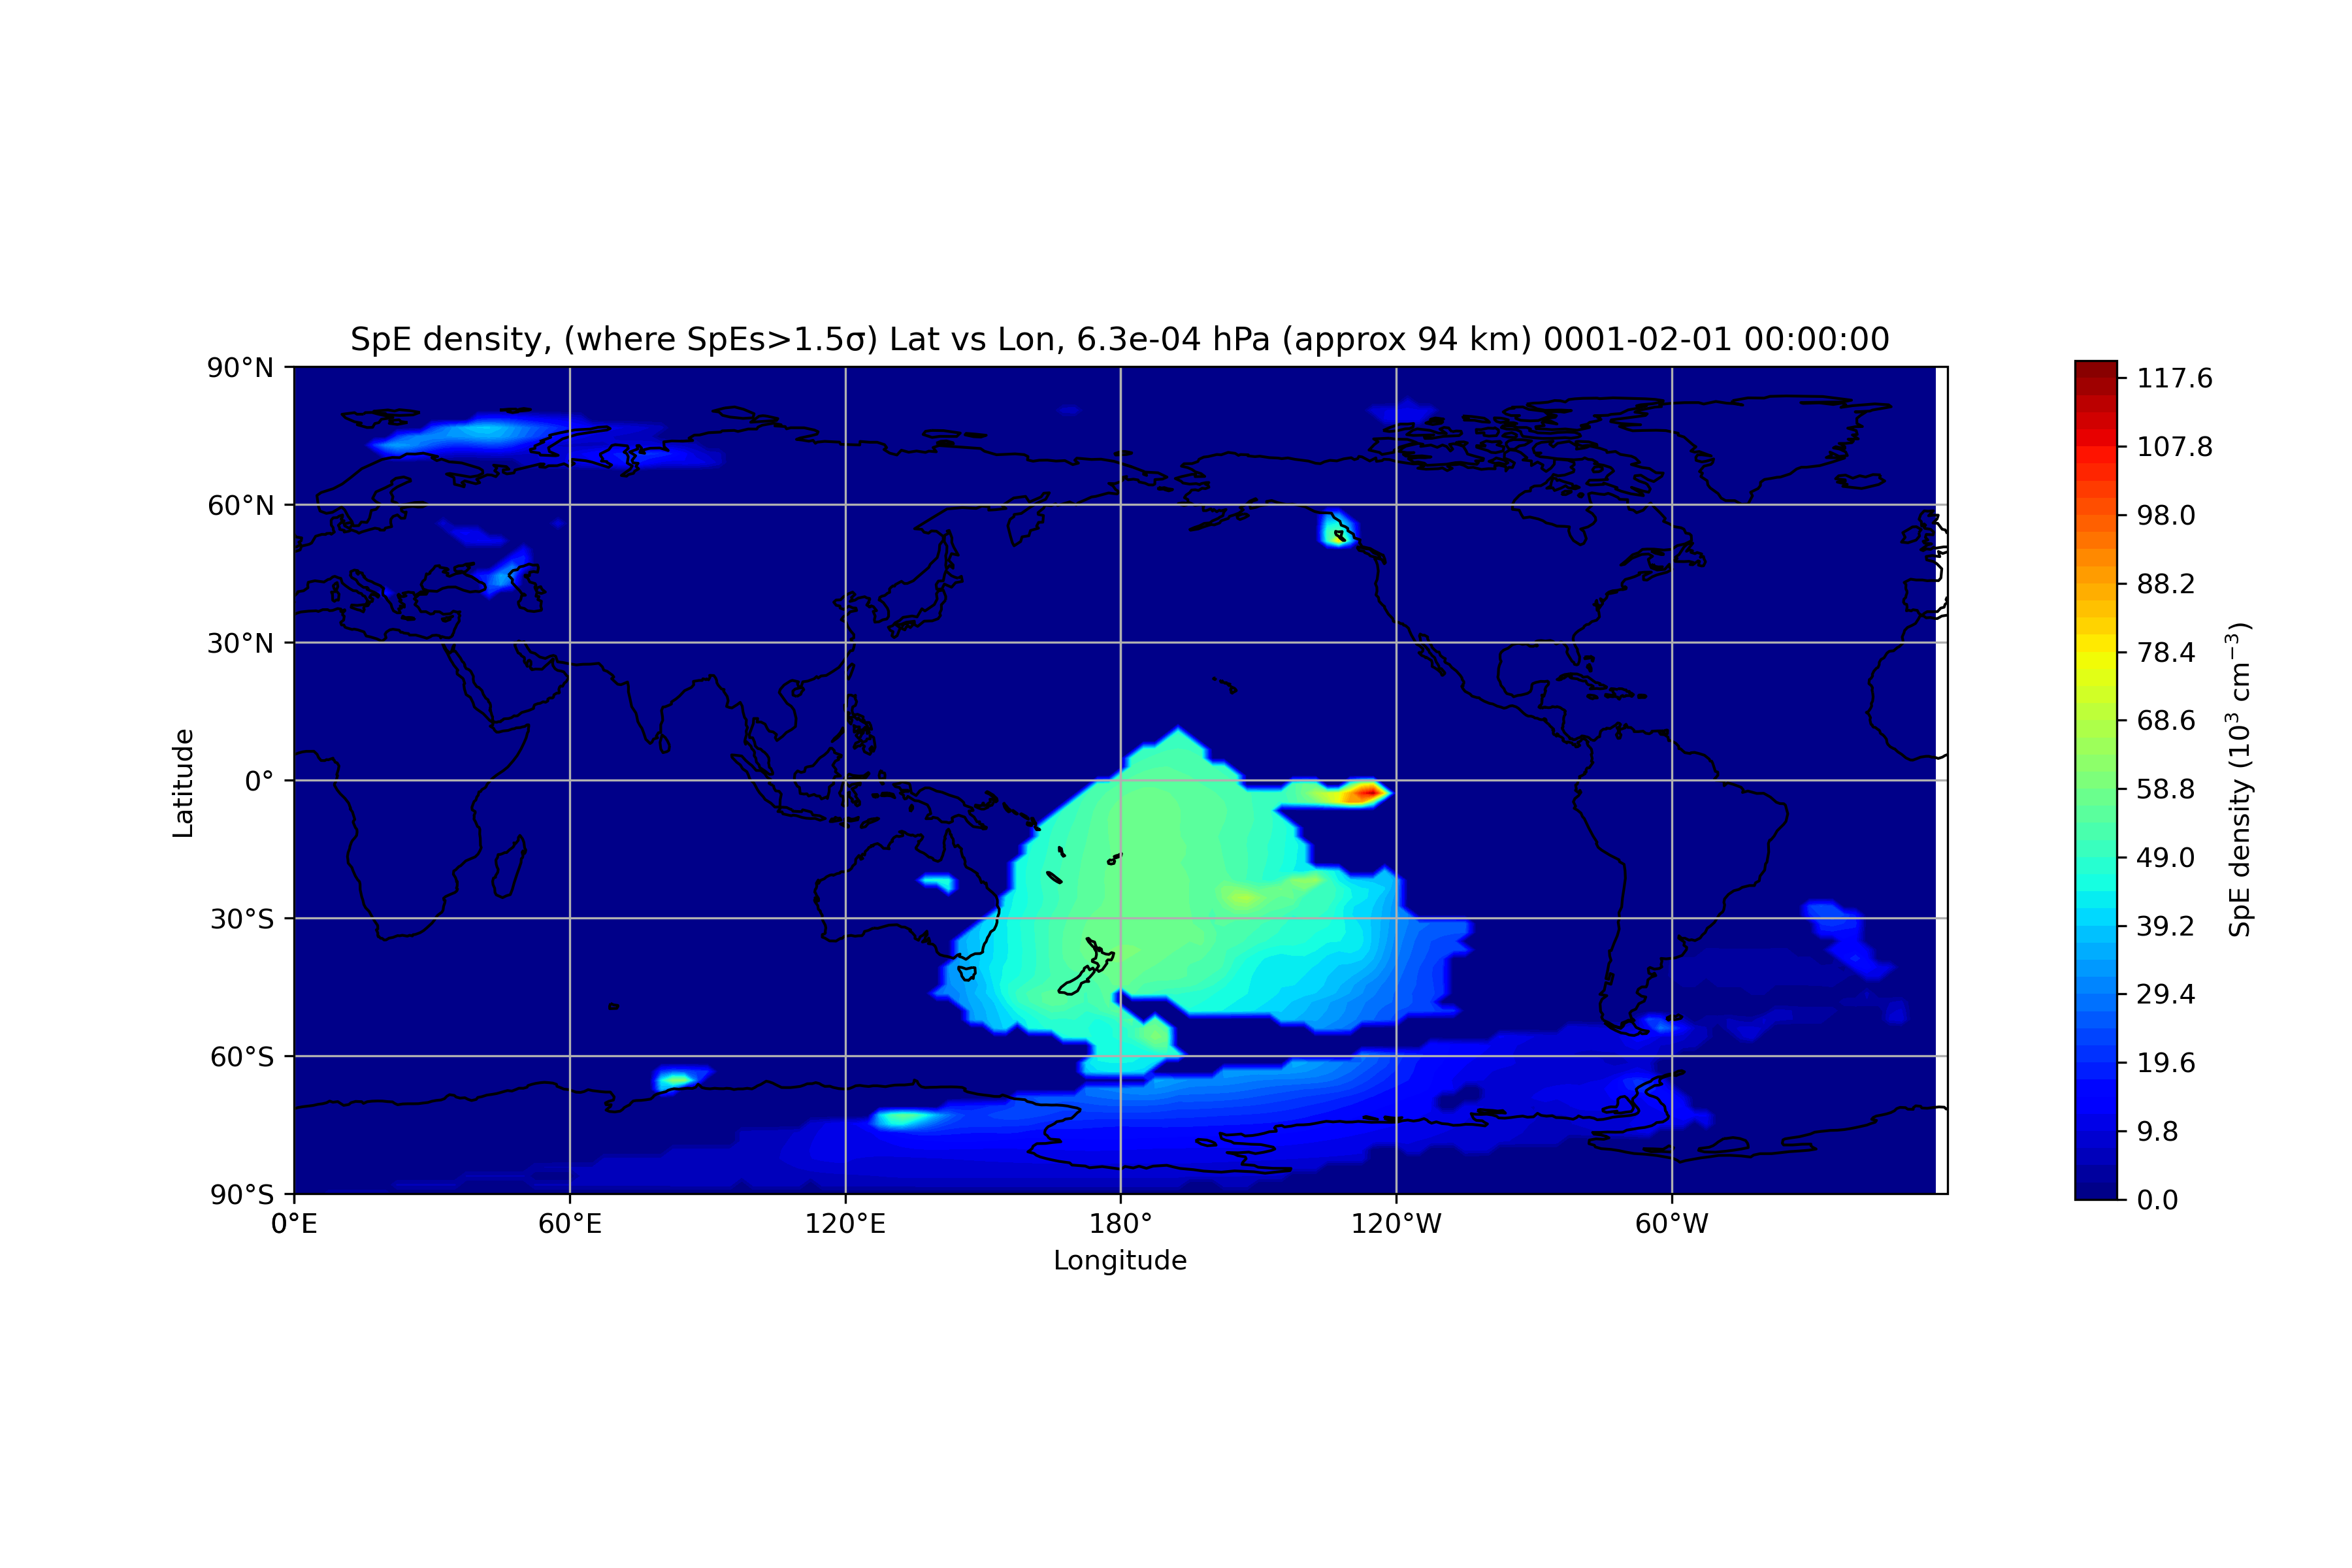 SpE density, (where SpEs>1.5σ) Lat vs Lon, 6.3e-04 hPa (approx 94 km) 0001-02-01 00:00:00
90°N
60°N
30°N
0°
30°S
60°S
90°S
Latitude
0°E
60°E
120°E
180°
120°W
60°W
Longitude
117.6
107.8
98.0
88.2
78.4
68.6
58.8
49.0
39.2
29.4
19.6
9.8
0.0
SpE density (10³ cm⁻³)